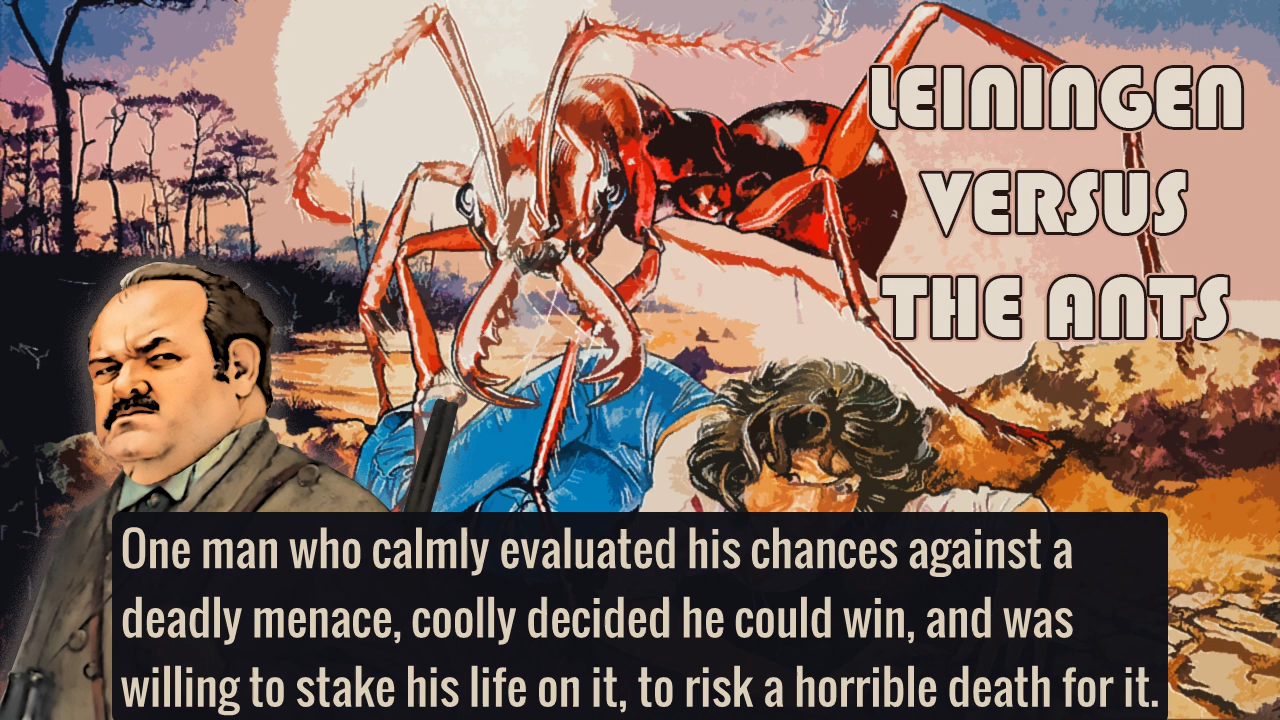 LEININGEN
VERSUS
THE ANTS
One man who calmly evaluated his chances against a
deadly menace, coolly decided he could win, and was
willing to stake his life on it, to risk a horrible death for it.